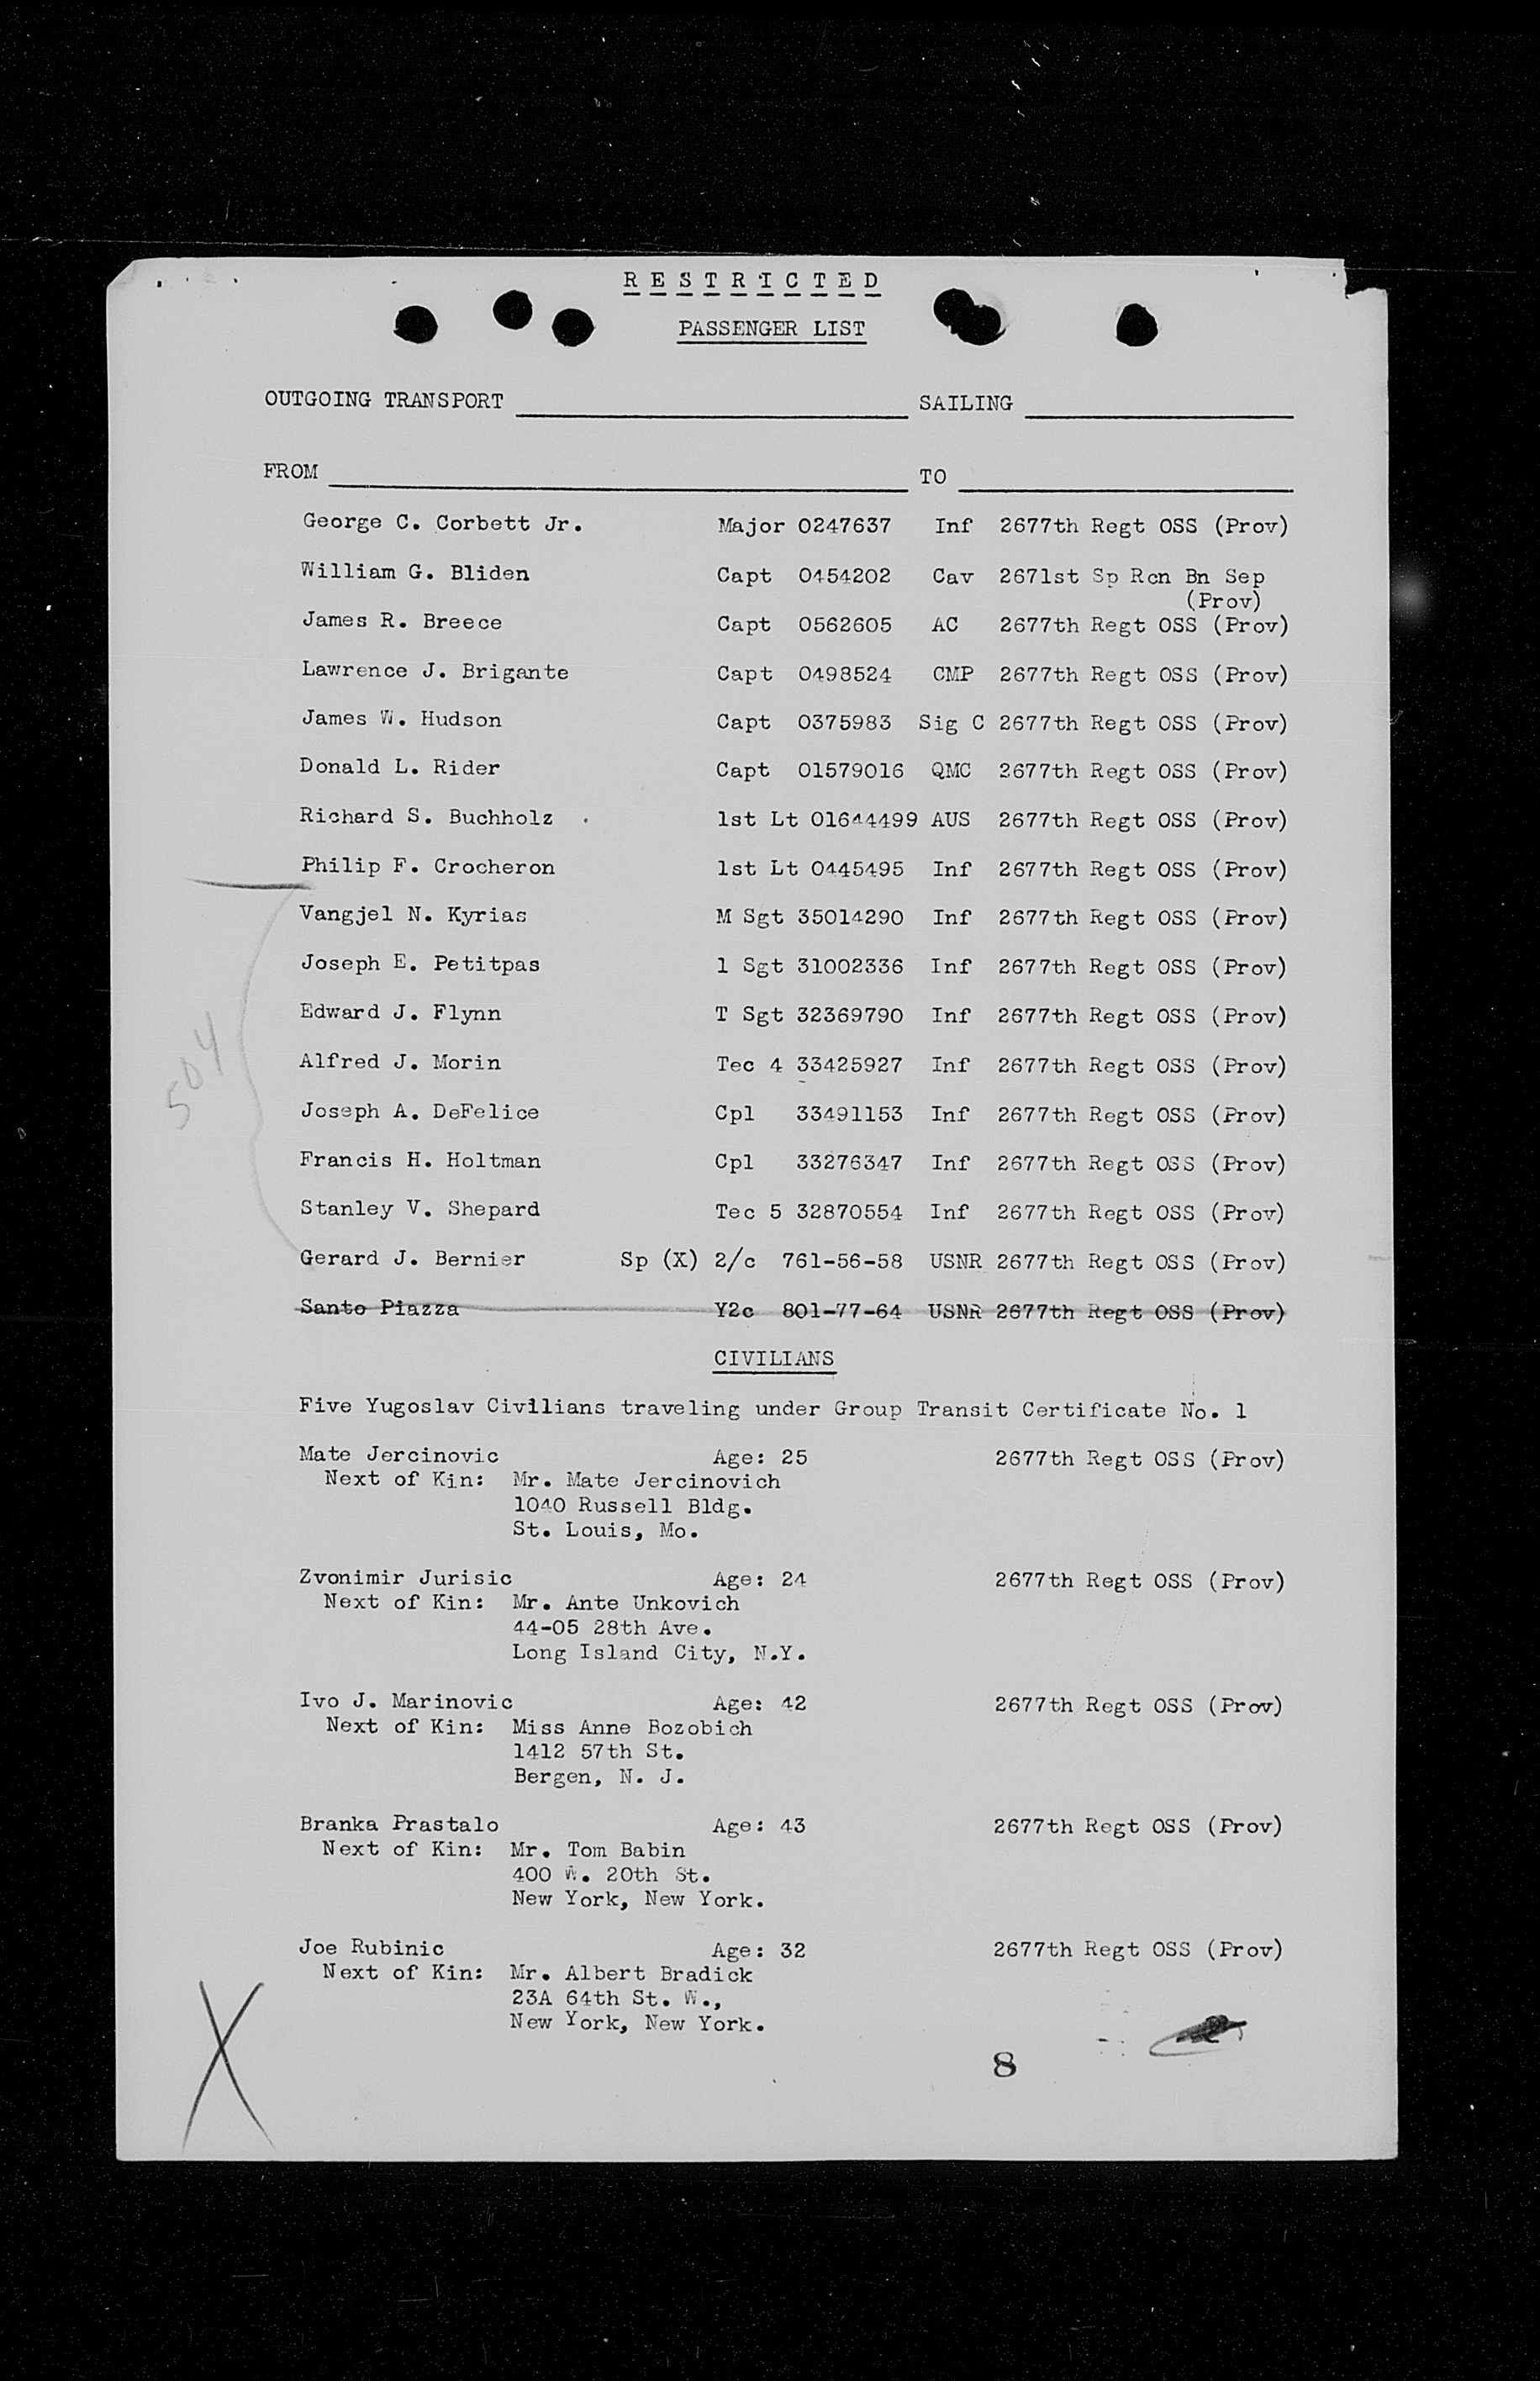 RESTRICTED
PASSENGER LIST
OUTGOING TRANSPORT SAILING
FROM TO
George C. Corbett Jr. Major 0247637 Inf 2677th Regt OSS (Prov)
William G. Bliden Capt 0454202 Cav 2671st Sp Rcn Bn Sep
(Prov)
James R. Breece Capt 0562605 AC 2677th Regt OSS (Prov)
Lawrence J. Brigante Capt 0498524 CMP 2677th Regt OSS (Prov)
James W. Hudson Capt 0375983 Sig C 2677th Regt OSS (Prov)
Donald L. Rider Capt 01579016 QMC 2677th Regt OSS (Prov)
Richard S. Buchholz 1st Lt 01644499 AUS 2677th Regt OSS (Prov)
Philip F. Crocheron 1st Lt 0445495 Inf 2677th Regt OSS (Prov)
Vangjel N. Kyrias M Sgt 35014290 Inf 2677th Regt OSS (Prov)
Joseph E. Petitpas 1 Sgt 31002336 Inf 2677th Regt OSS (Prov)
Edward J. Flynn T Sgt 32369790 Inf 2677th Regt OSS (Prov)
504
Alfred J. Morin Tec 4 33425927 Inf 2677th Regt OSS (Prov)
Joseph A. DeFelice Cpl 33491153 Inf 2677th Regt OSS (Prov)
Francis H. Holtman Cpl 33276347 Inf 2677th Regt OSS (Prov)
Stanley V. Shepard Tec 5 32870554 Inf 2677th Regt OSS (Prov)
Gerard J. Bernier Sp (X) 2/c 761-56-58 USNR 2677th Regt OSS (Prov)
Santo Piazza Y2c 801-77-64 USNR 2677th Regt OSS (Prov)
CIVILIANS
Five Yugoslav Civilians traveling under Group Transit Certificate No. 1
Mate Jercinovic Age: 25 2677th Regt OSS (Prov)
Next of Kin: Mr. Mate Jercinovich
1040 Russell Bldg.
St. Louis, Mo.
Zvonimir Jurisic Age: 24 2677th Regt OSS (Prov)
Next of Kin: Mr. Ante Unkovich
44-05 28th Ave.
Long Island City, N.Y.
Ivo J. Marinovic Age: 42 2677th Regt OSS (Prov)
Next of Kin: Miss Anne Bozobich
1412 57th St.
Bergen, N. J.
Branka Prastalo Age: 43 2677th Regt OSS (Prov)
Next of Kin: Mr. Tom Babin
400 W. 20th St.
New York, New York.
Joe Rubinic Age: 32 2677th Regt OSS (Prov)
Next of Kin: Mr. Albert Bradick
23A 64th St. W.,
New York, New York.
X
8